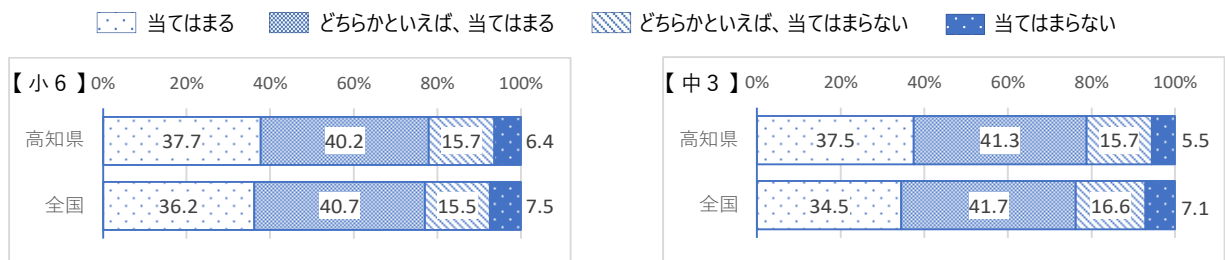 当てはまる どちらかといえば、当てはまる どちらかといえば、当てはまらない 当てはまらない
【小6】 0% 20% 40% 60% 80% 100%
高知県 37.7 40.2 15.7 6.4
全国 36.2 40.7 15.5 7.5
【中3】 0% 20% 40% 60% 80% 100%
高知県 37.5 41.3 15.7 5.5
全国 34.5 41.7 16.6 7.1